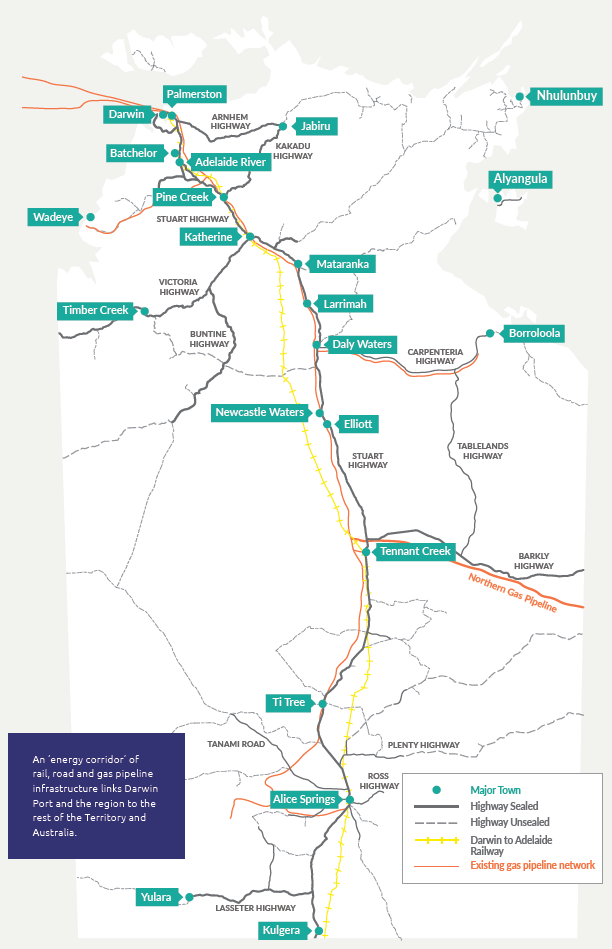 Palmerston
Darwin
ARNHEM
HIGHWAY
Jabiru
Nhulunbuy
Batchelor
Adelaide River
KAKADU
HIGHWAY
Alyangula
Pine Creek
Wadeye
STUART HIGHWAY
Katherine
Mataranka
VICTORIA
HIGHWAY
Larrimah
Timber Creek
BUNTINE
HIGHWAY
Daly Waters
Borroloola
CARPENTERIA
HIGHWAY
Newcastle Waters
Elliott
STUART
HIGHWAY
TABLELANDS
HIGHWAY
Tennant Creek
BARKLY
HIGHWAY
Northern Gas Pipeline
Ti Tree
TANAMI ROAD
PLENTY HIGHWAY
An ‘energy corridor’ of
rail, road and gas pipeline
infrastructure links Darwin
Port and the region to the
rest of the Territory and
Australia.
ROSS
HIGHWAY
Alice Springs
Major Town
Highway Sealed
Highway Unsealed
Darwin to Adelaide
Railway
Existing gas pipeline network
Yulara
LASSETER HIGHWAY
Kulgera